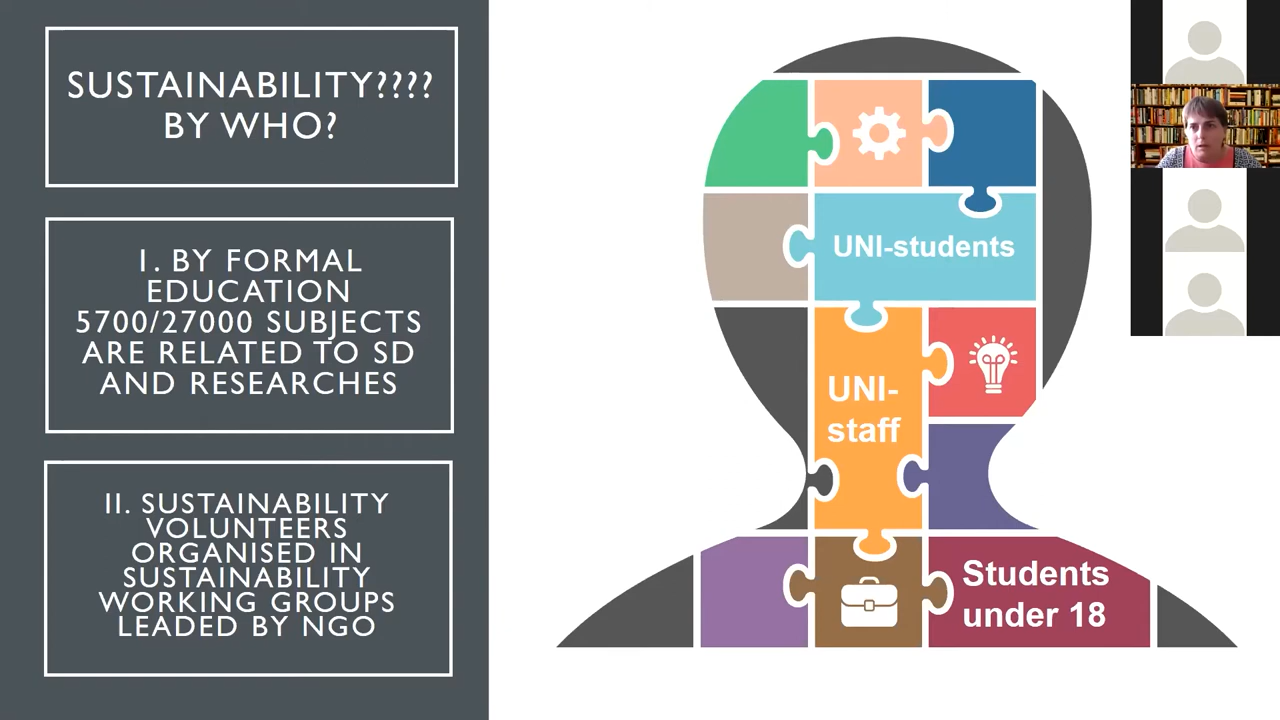 SUSTAINABILITY????
BY WHO?
I. BY FORMAL
EDUCATION
5700/27000 SUBJECTS
ARE RELATED TO SD
AND RESEARCHES
II. SUSTAINABILITY
VOLUNTEERS
ORGANISED IN
SUSTAINABILITY
WORKING GROUPS
LEADED BY NGO
UNI-students
UNI-
staff
Students
under 18